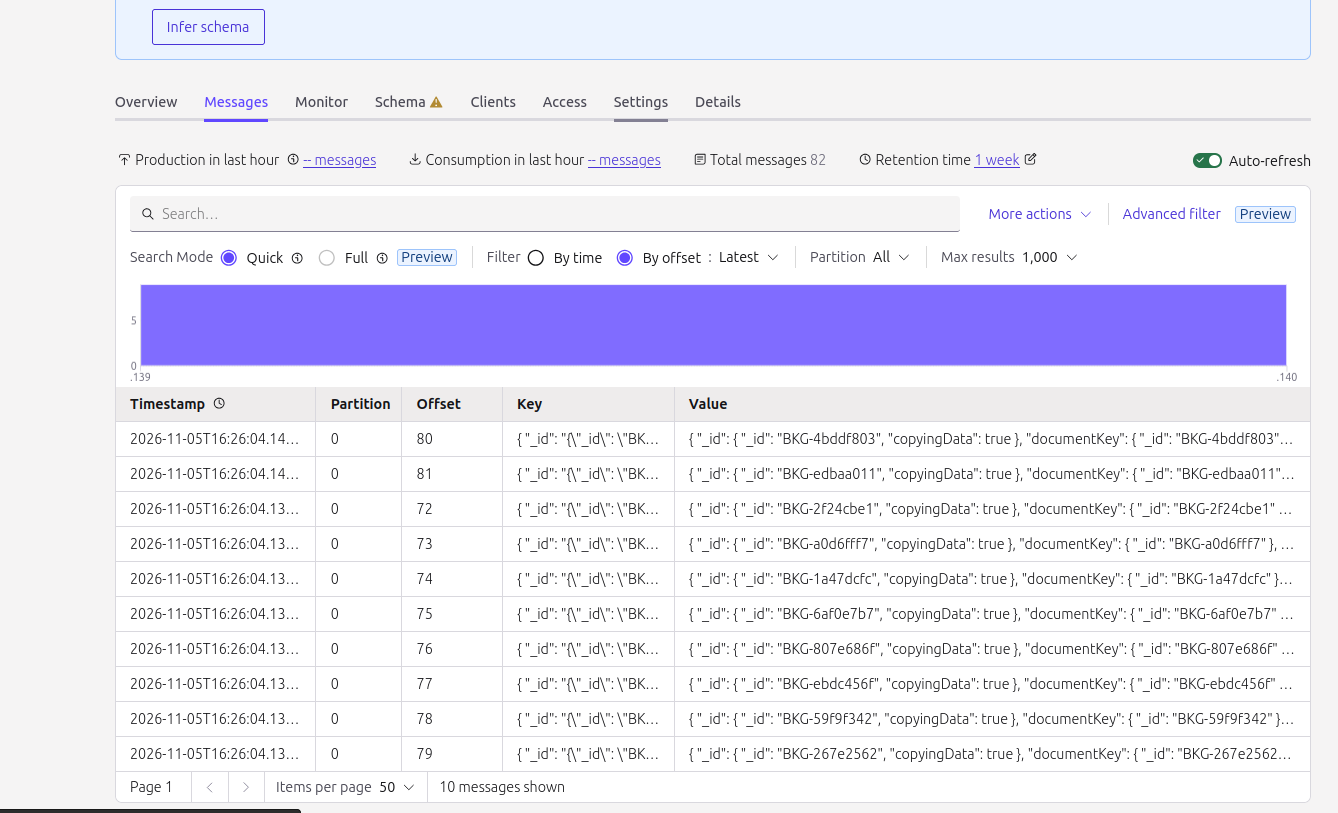 Infer schema
Overview Messages Monitor Schema Clients Access Settings Details
Production in last hour -- messages Consumption in last hour -- messages Total messages 82 Retention time 1 week Auto-refresh
Search... More actions Advanced filter Preview
Search Mode Quick Full Preview Filter By time By offset : Latest Partition All Max results 1,000
5
0
.139 .140
Timestamp Partition Offset Key Value
2026-11-05T16:26:04.14... 0 80 { "_id": "{\"_id\": \"BK... { "_id": { "_id": "BKG-4bddf803", "copyingData": true }, "documentKey": { "_id": "BKG-4bddf803"...
2026-11-05T16:26:04.14... 0 81 { "_id": "{\"_id\": \"BK... { "_id": { "_id": "BKG-edbaa011", "copyingData": true }, "documentKey": { "_id": "BKG-edbaa011"...
2026-11-05T16:26:04.13... 0 72 { "_id": "{\"_id\": \"BK... { "_id": { "_id": "BKG-2f24cbe1", "copyingData": true }, "documentKey": { "_id": "BKG-2f24cbe1" ...
2026-11-05T16:26:04.13... 0 73 { "_id": "{\"_id\": \"BK... { "_id": { "_id": "BKG-a0d6fff7", "copyingData": true }, "documentKey": { "_id": "BKG-a0d6fff7" }, ...
2026-11-05T16:26:04.13... 0 74 { "_id": "{\"_id\": \"BK... { "_id": { "_id": "BKG-1a47dcfc", "copyingData": true }, "documentKey": { "_id": "BKG-1a47dcfc" }...
2026-11-05T16:26:04.13... 0 75 { "_id": "{\"_id\": \"BK... { "_id": { "_id": "BKG-6af0e7b7", "copyingData": true }, "documentKey": { "_id": "BKG-6af0e7b7" ...
2026-11-05T16:26:04.13... 0 76 { "_id": "{\"_id\": \"BK... { "_id": { "_id": "BKG-807e686f", "copyingData": true }, "documentKey": { "_id": "BKG-807e686f" ...
2026-11-05T16:26:04.13... 0 77 { "_id": "{\"_id\": \"BK... { "_id": { "_id": "BKG-ebdc456f", "copyingData": true }, "documentKey": { "_id": "BKG-ebdc456f" ...
2026-11-05T16:26:04.13... 0 78 { "_id": "{\"_id\": \"BK... { "_id": { "_id": "BKG-59f9f342", "copyingData": true }, "documentKey": { "_id": "BKG-59f9f342" }...
2026-11-05T16:26:04.13... 0 79 { "_id": "{\"_id\": \"BK... { "_id": { "_id": "BKG-267e2562", "copyingData": true }, "documentKey": { "_id": "BKG-267e2562...
Page 1 Items per page 50 10 messages shown